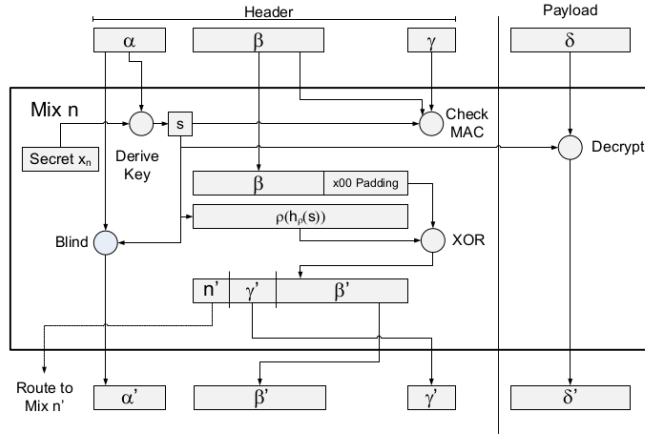 Header
Payload
α
β
γ
δ
Mix n
s
Check
MAC
Secret xn
Derive
Key
Decrypt
β
x00 Padding
ρ(hρ(s))
Blind
XOR
n’
γ’
β’
Route to
Mix n’
α’
β’
γ’
δ’